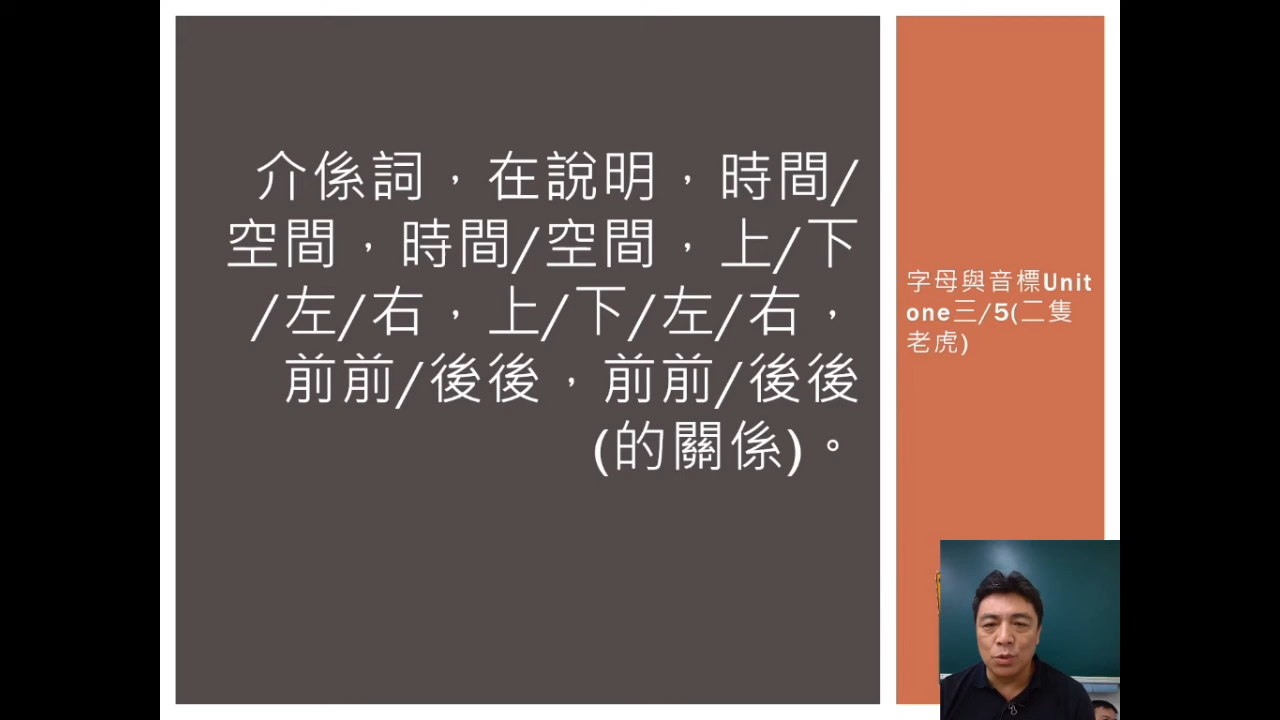 介係詞，在說明，時間/
空間，時間/空間，上/下
/左/右，上/下/左/右，
前前/後後，前前/後後
(的關係)。
字母與音標Unit
one三/5(二隻
老虎)